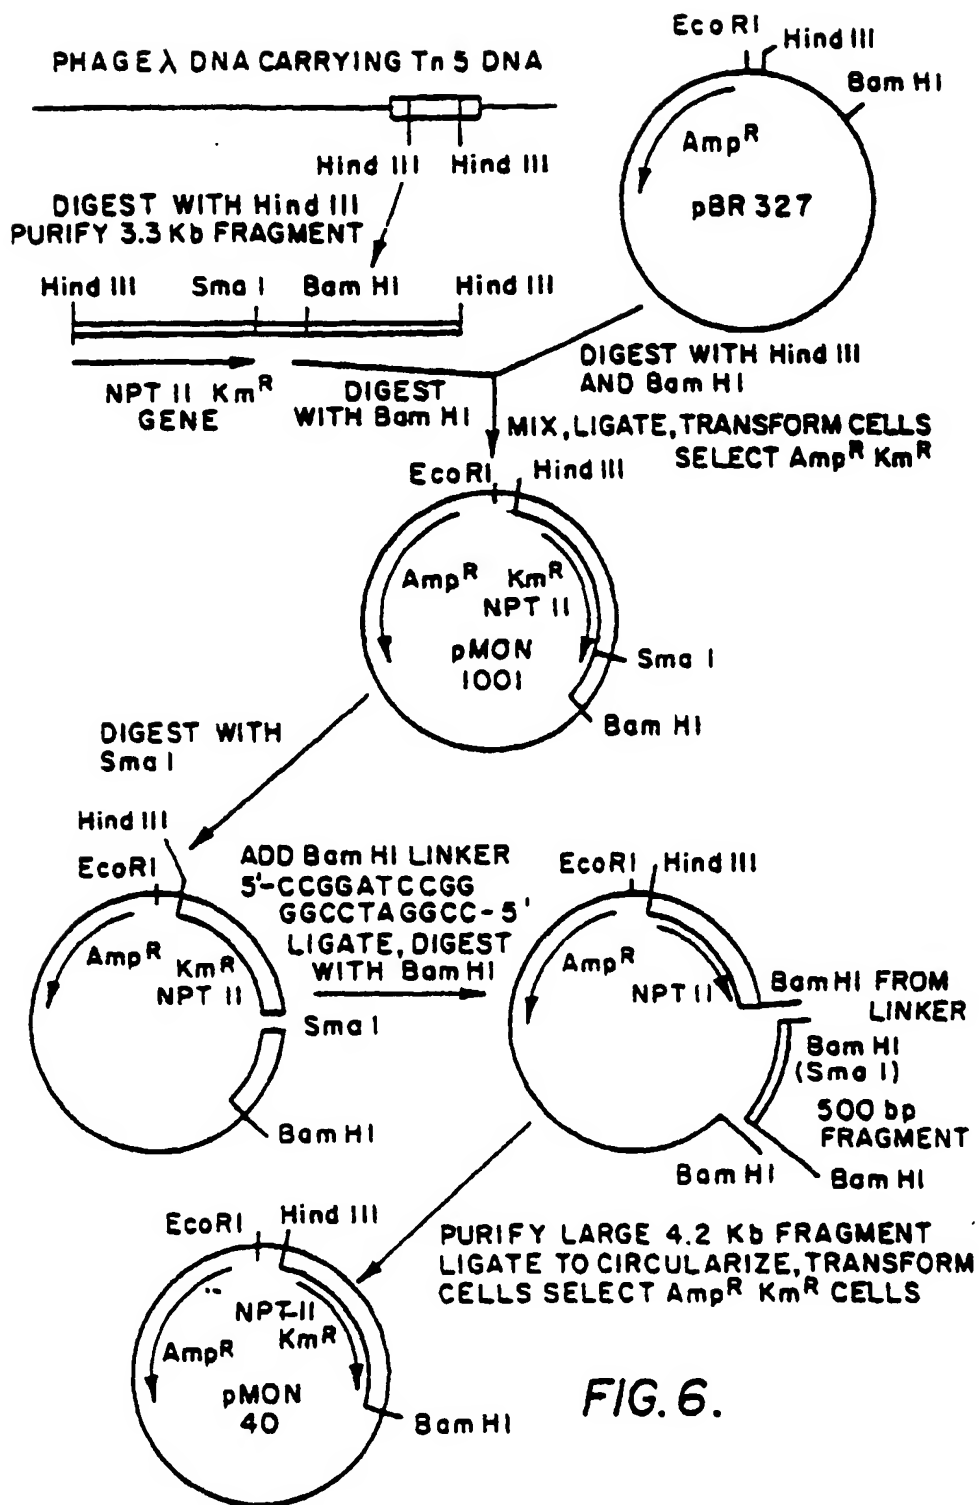 PHAGE λ DNA CARRYING Tn 5 DNA
Hind III
Hind III
EcoRI
Hind III
Bam HI
Amp^R
pBR 327
DIGEST WITH Hind III
PURIFY 3.3 Kb FRAGMENT
Hind III
Sma I
Bam HI
Hind III
NPT II Km^R
GENE
DIGEST
WITH Bam HI
DIGEST WITH Hind III
AND Bam HI
MIX, LIGATE, TRANSFORM CELLS
SELECT Amp^R Km^R
EcoRI
Hind III
Amp^R
Km^R
NPT II
pMON
1001
Sma I
Bam HI
DIGEST WITH
Sma I
Hind III
EcoRI
Amp^R
Km^R
NPT II
Sma I
Bam HI
ADD Bam HI LINKER
5'-CCGGATCCGG
GGCCTAGGCC-5'
LIGATE, DIGEST
WITH Bam HI
EcoRI
Hind III
Amp^R
NPT II
Bam HI FROM
LINKER
Bam HI
(Sma I)
500 bp
FRAGMENT
Bam HI
Bam HI
PURIFY LARGE 4.2 Kb FRAGMENT
LIGATE TO CIRCULARIZE, TRANSFORM
CELLS SELECT Amp^R Km^R CELLS
EcoRI
Hind III
Amp^R
NPT-II
Km^R
pMON
40
Bam HI
FIG. 6.